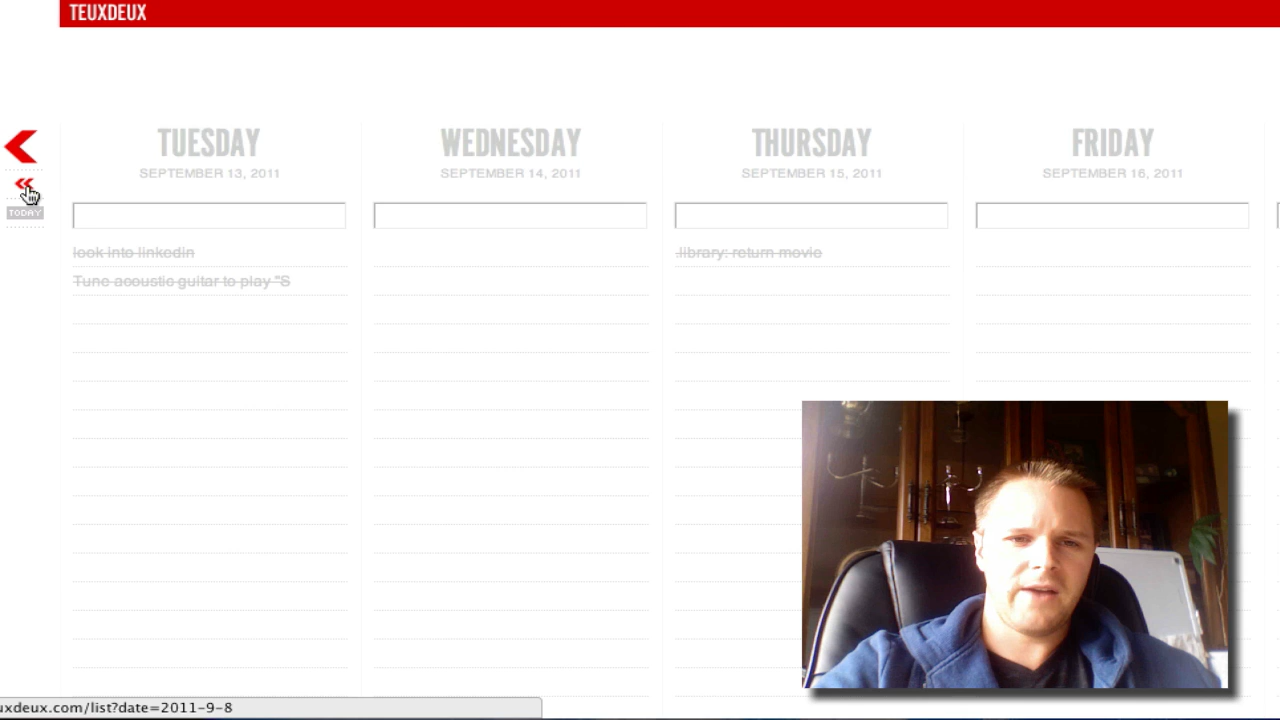 TEUXDEUX
TUESDAY
SEPTEMBER 13, 2011
look into linkedin
Tune acoustic guitar to play "S
WEDNESDAY
SEPTEMBER 14, 2011
THURSDAY
SEPTEMBER 15, 2011
.library: return movie
FRIDAY
SEPTEMBER 16, 2011
TODAY
uxdeux.com/list?date=2011-9-8